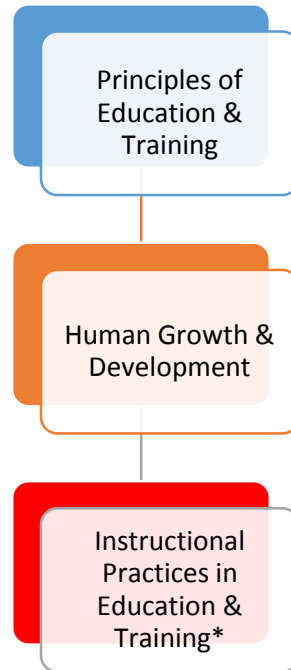 Principles of
Education &
Training
Human Growth &
Development
Instructional
Practices in
Education &
Training*